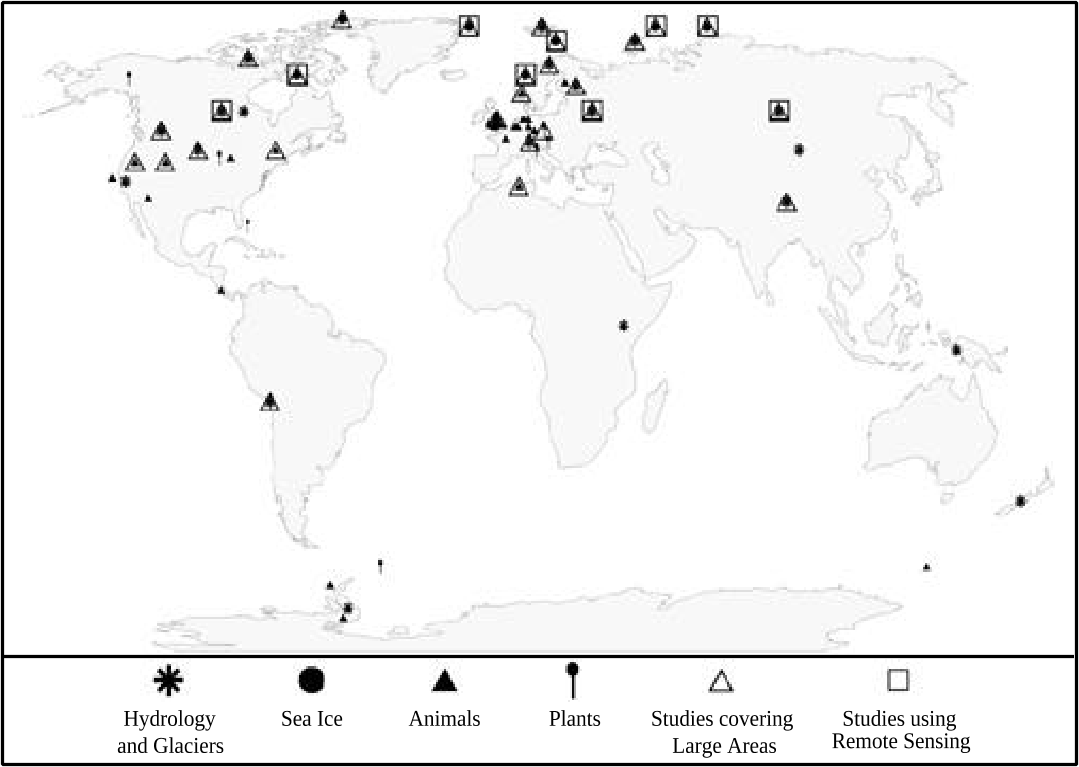 Hydrology
and Glaciers
Sea Ice
Animals
Plants
Studies covering
Large Areas
Studies using
Remote Sensing